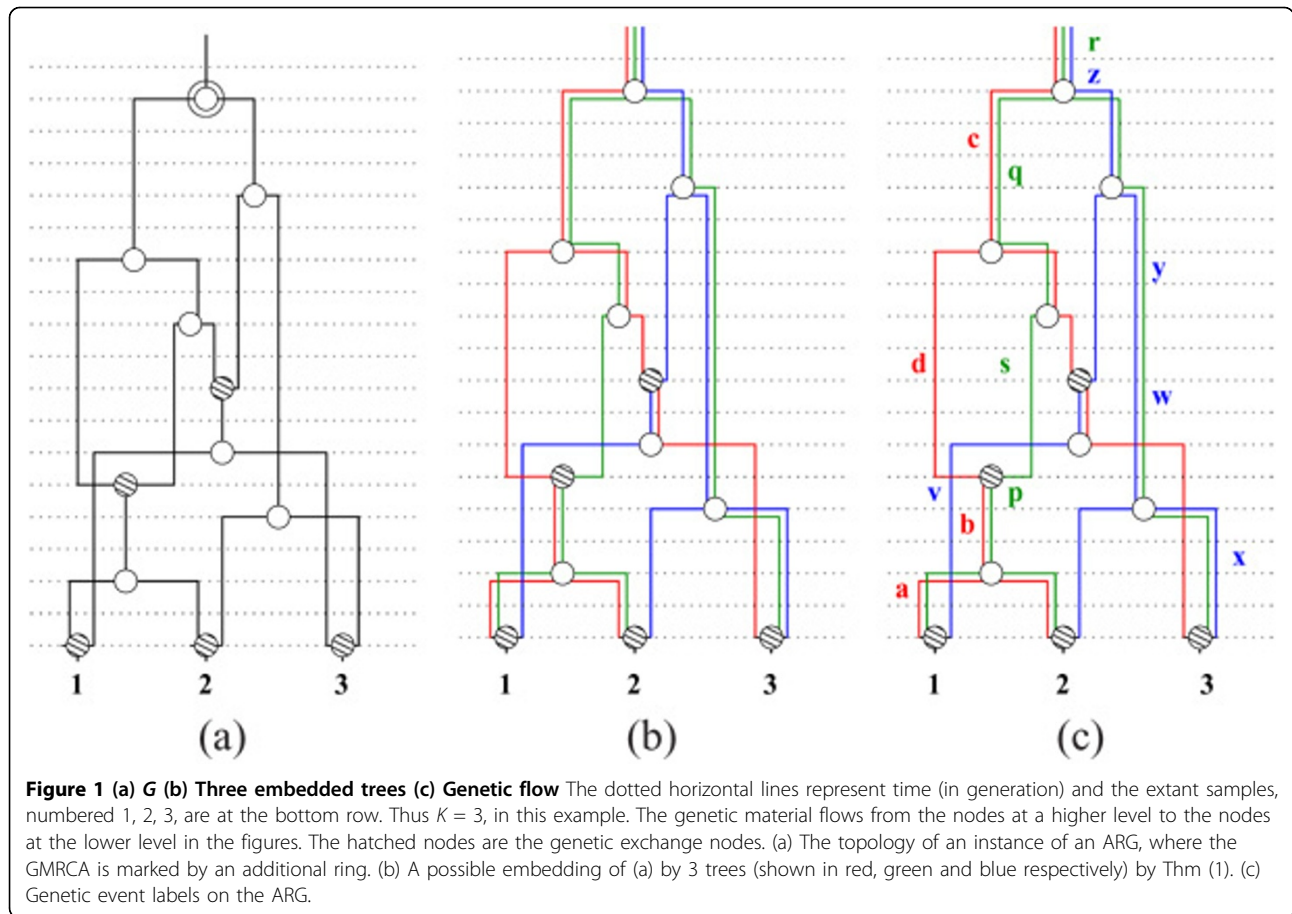 r
z
c
q
y
d
s
w
v
p
b
x
a
1 2 3 1 2 3 1 2 3
(a) (b) (c)
Figure 1 (a) G (b) Three embedded trees (c) Genetic flow The dotted horizontal lines represent time (in generation) and the extant samples,
numbered 1, 2, 3, are at the bottom row. Thus K = 3, in this example. The genetic material flows from the nodes at a higher level to the nodes
at the lower level in the figures. The hatched nodes are the genetic exchange nodes. (a) The topology of an instance of an ARG, where the
GMRCA is marked by an additional ring. (b) A possible embedding of (a) by 3 trees (shown in red, green and blue respectively) by Thm (1). (c)
Genetic event labels on the ARG.